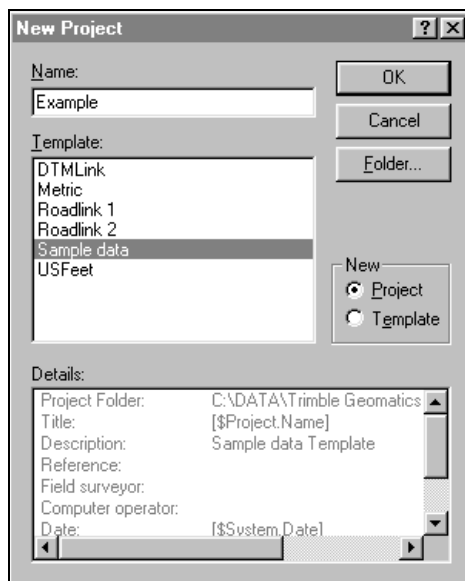 New Project
Name:
OK
Example
Cancel
Template:
Folder...
DTMLink
Metric
Roadlink 1
Roadlink 2
Sample data
USFeet
New
Project
Template
Details:
Project Folder: C:\DATA\Trimble Geomatics
Title: [$Project.Name]
Description: Sample data Template
Reference:
Field surveyor:
Computer operator:
Date: [$System.Date]